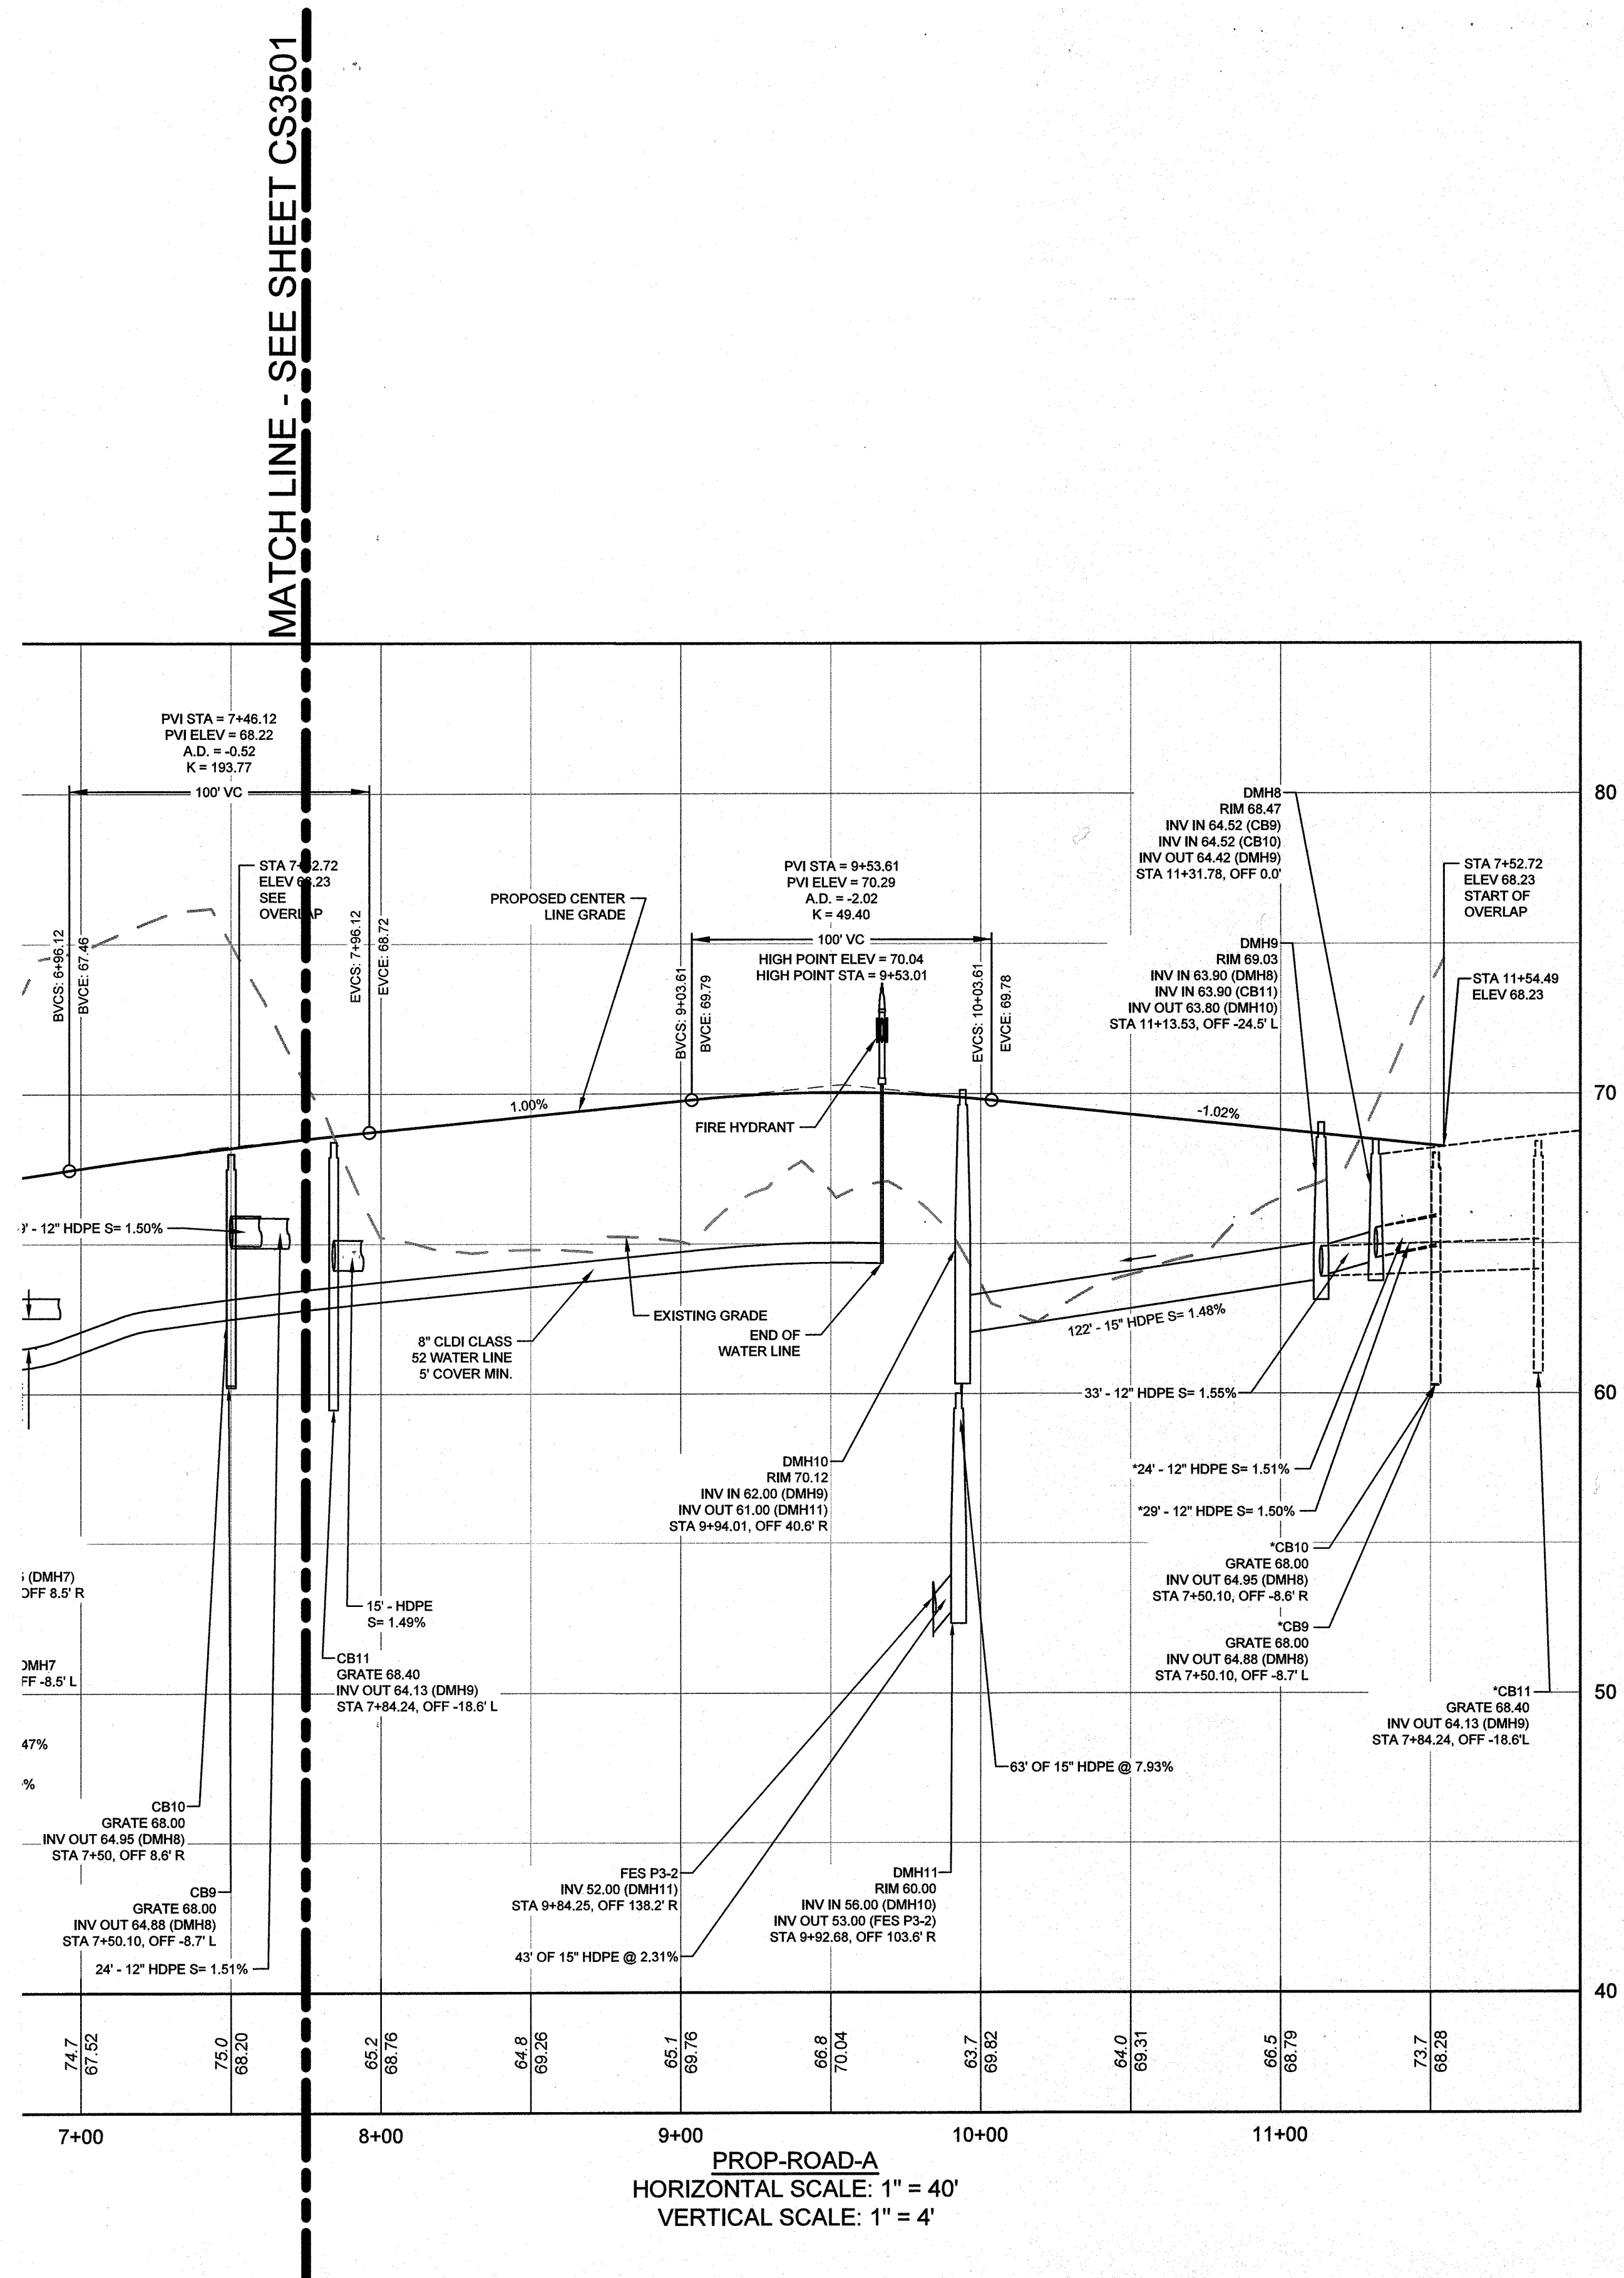 MATCH LINE - SEE SHEET CS3501
PVI STA = 7+46.12
PVI ELEV = 68.22
A.D. = -0.52
K = 193.77
100' VC
BVCS: 6+96.12
BVCE: 67.46
EVCS: 7+96.12
EVCE: 68.72
ELEV
SEE
STA
PROPOSED CENTER
LINE GRADE
1.00%
PVI STA = 9+53.61
PVI ELEV = 70.29
A.D. = -2.02
K = 49.40
100' VC
HIGH POINT ELEV = 70.04
HIGH POINT STA = 9+53.01
BVCS: 9+03.61
BVCE: 69.79
EVCS: 10+03.61
EVCE: 69.78
FIRE HYDRANT
DMH8
RIM 68.47
INV IN 64.52 (CB9)
INV IN 64.52 (CB10)
INV OUT 64.42 (DMH9)
STA 11+31.78, OFF 0.0'
DMH9
RIM 69.03
INV IN 63.90 (DMH8)
INV IN 63.90 (CB11)
INV OUT 63.80 (DMH10)
STA 11+13.53, OFF -24.5' L
STA 7+52.72
ELEV 68.23
START OF
OVERLAP
STA 11+54.49
ELEV 68.23
-1.02%
80
70
60
50
40
9' - 12" HDPE S= 1.50%
EXISTING GRADE
8" CLDI CLASS
52 WATER LINE
5' COVER MIN.
END OF
WATER LINE
122' - 15" HDPE S= 1.48%
33' - 12" HDPE S= 1.55%
*24' - 12" HDPE S= 1.51%
*29' - 12" HDPE S= 1.50%
DMH10
RIM 70.12
INV IN 62.00 (DMH9)
INV OUT 61.00 (DMH11)
STA 9+94.01, OFF 40.6' R
*CB10
GRATE 68.00
INV OUT 64.95 (DMH8)
STA 7+50.10, OFF -8.6' R
*CB9
GRATE 68.00
INV OUT 64.88 (DMH8)
STA 7+50.10, OFF -8.7' L
*CB11
GRATE 68.40
INV OUT 64.13 (DMH9)
STA 7+84.24, OFF -18.6'L
(DMH7)
OFF 8.5' R
DMH7
-8.5' L
47%
%
15' - HDPE
S= 1.49%
CB11
GRATE 68.40
INV OUT 64.13 (DMH9)
STA 7+84.24, OFF -18.6' L
63' OF 15" HDPE @ 7.93%
CB10
GRATE 68.00
INV OUT 64.95 (DMH8)
STA 7+50, OFF 8.6' R
CB9
GRATE 68.00
INV OUT 64.88 (DMH8)
STA 7+50.10, OFF -8.7' L
24' - 12" HDPE S= 1.51%
FES P3-2
INV 52.00 (DMH11)
STA 9+84.25, OFF 138.2' R
43' OF 15" HDPE @ 2.31%
DMH11
RIM 60.00
INV IN 56.00 (DMH10)
INV OUT 53.00 (FES P3-2)
STA 9+92.68, OFF 103.6' R
74.7
67.52
75.0
68.20
65.2
68.76
64.8
69.26
65.1
69.76
66.8
70.04
63.7
69.82
64.0
69.31
66.5
68.79
73.7
68.28
7+00 8+00 9+00 10+00 11+00
PROP-ROAD-A
HORIZONTAL SCALE: 1" = 40'
VERTICAL SCALE: 1" = 4'